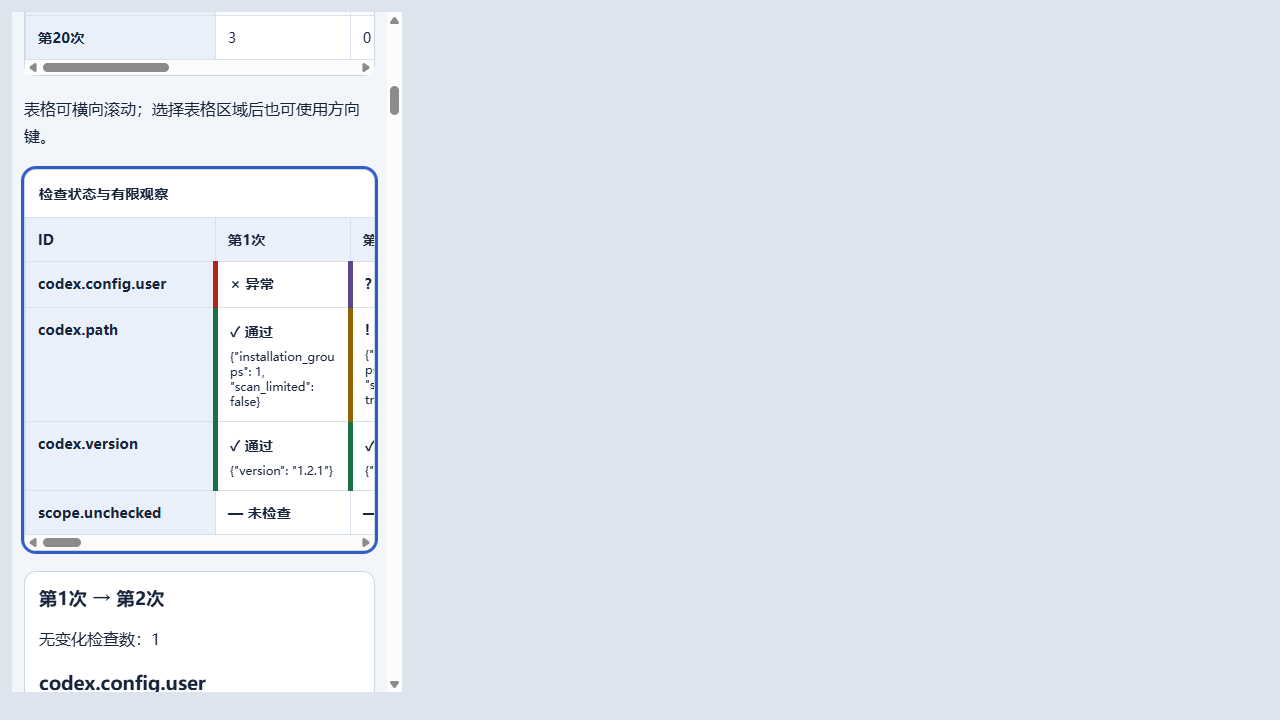 第20次 3 0
表格可横向滚动；选择表格区域后也可使用方向
键。
检查状态与有限观察
ID 第1次 第
codex.config.user × 异常 ?
codex.path ✓ 通过 !
{"installation_grou
ps": 1,
"scan_limited":
false}
codex.version ✓ 通过 ✓
{"version": "1.2.1"} {"
scope.unchecked — 未检查 —
第1次 → 第2次
无变化检查数：1
codex.config.user